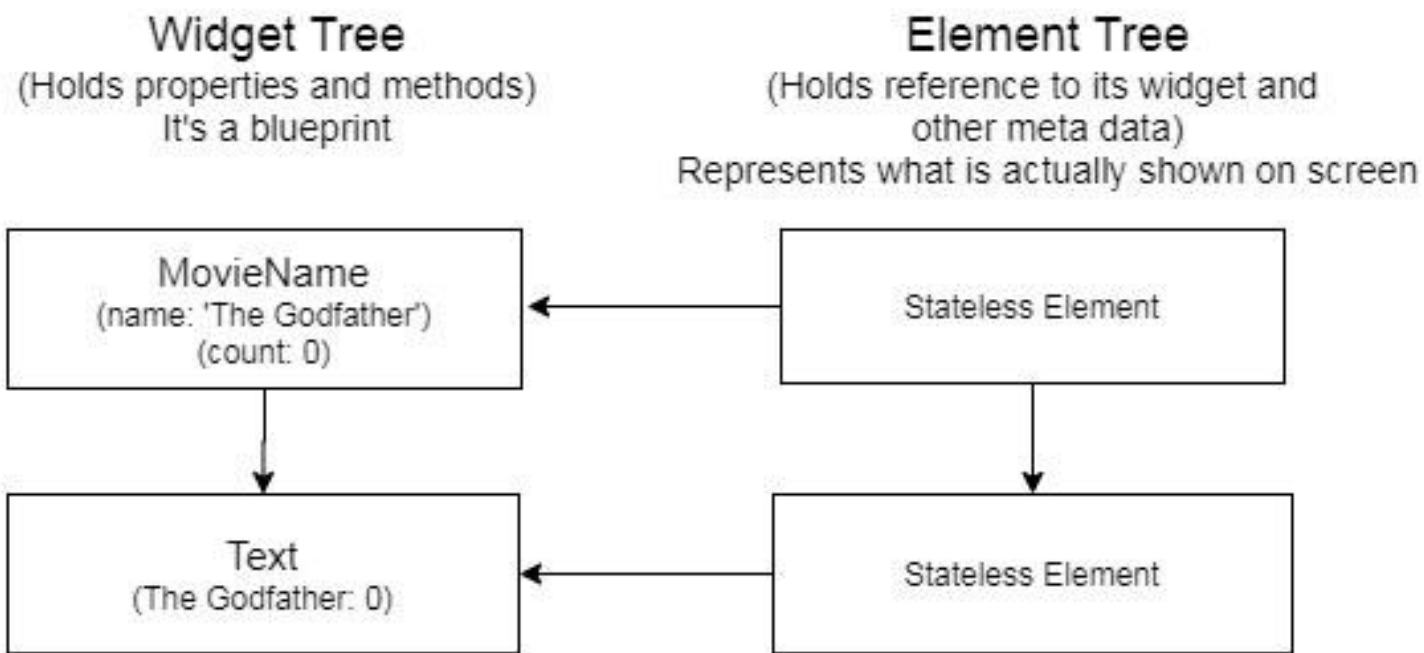 Widget Tree
(Holds properties and methods)
It's a blueprint
Element Tree
(Holds reference to its widget and
other meta data)
Represents what is actually shown on screen
MovieName
(name: 'The Godfather')
(count: 0)
Stateless Element
Text
(The Godfather: 0)
Stateless Element